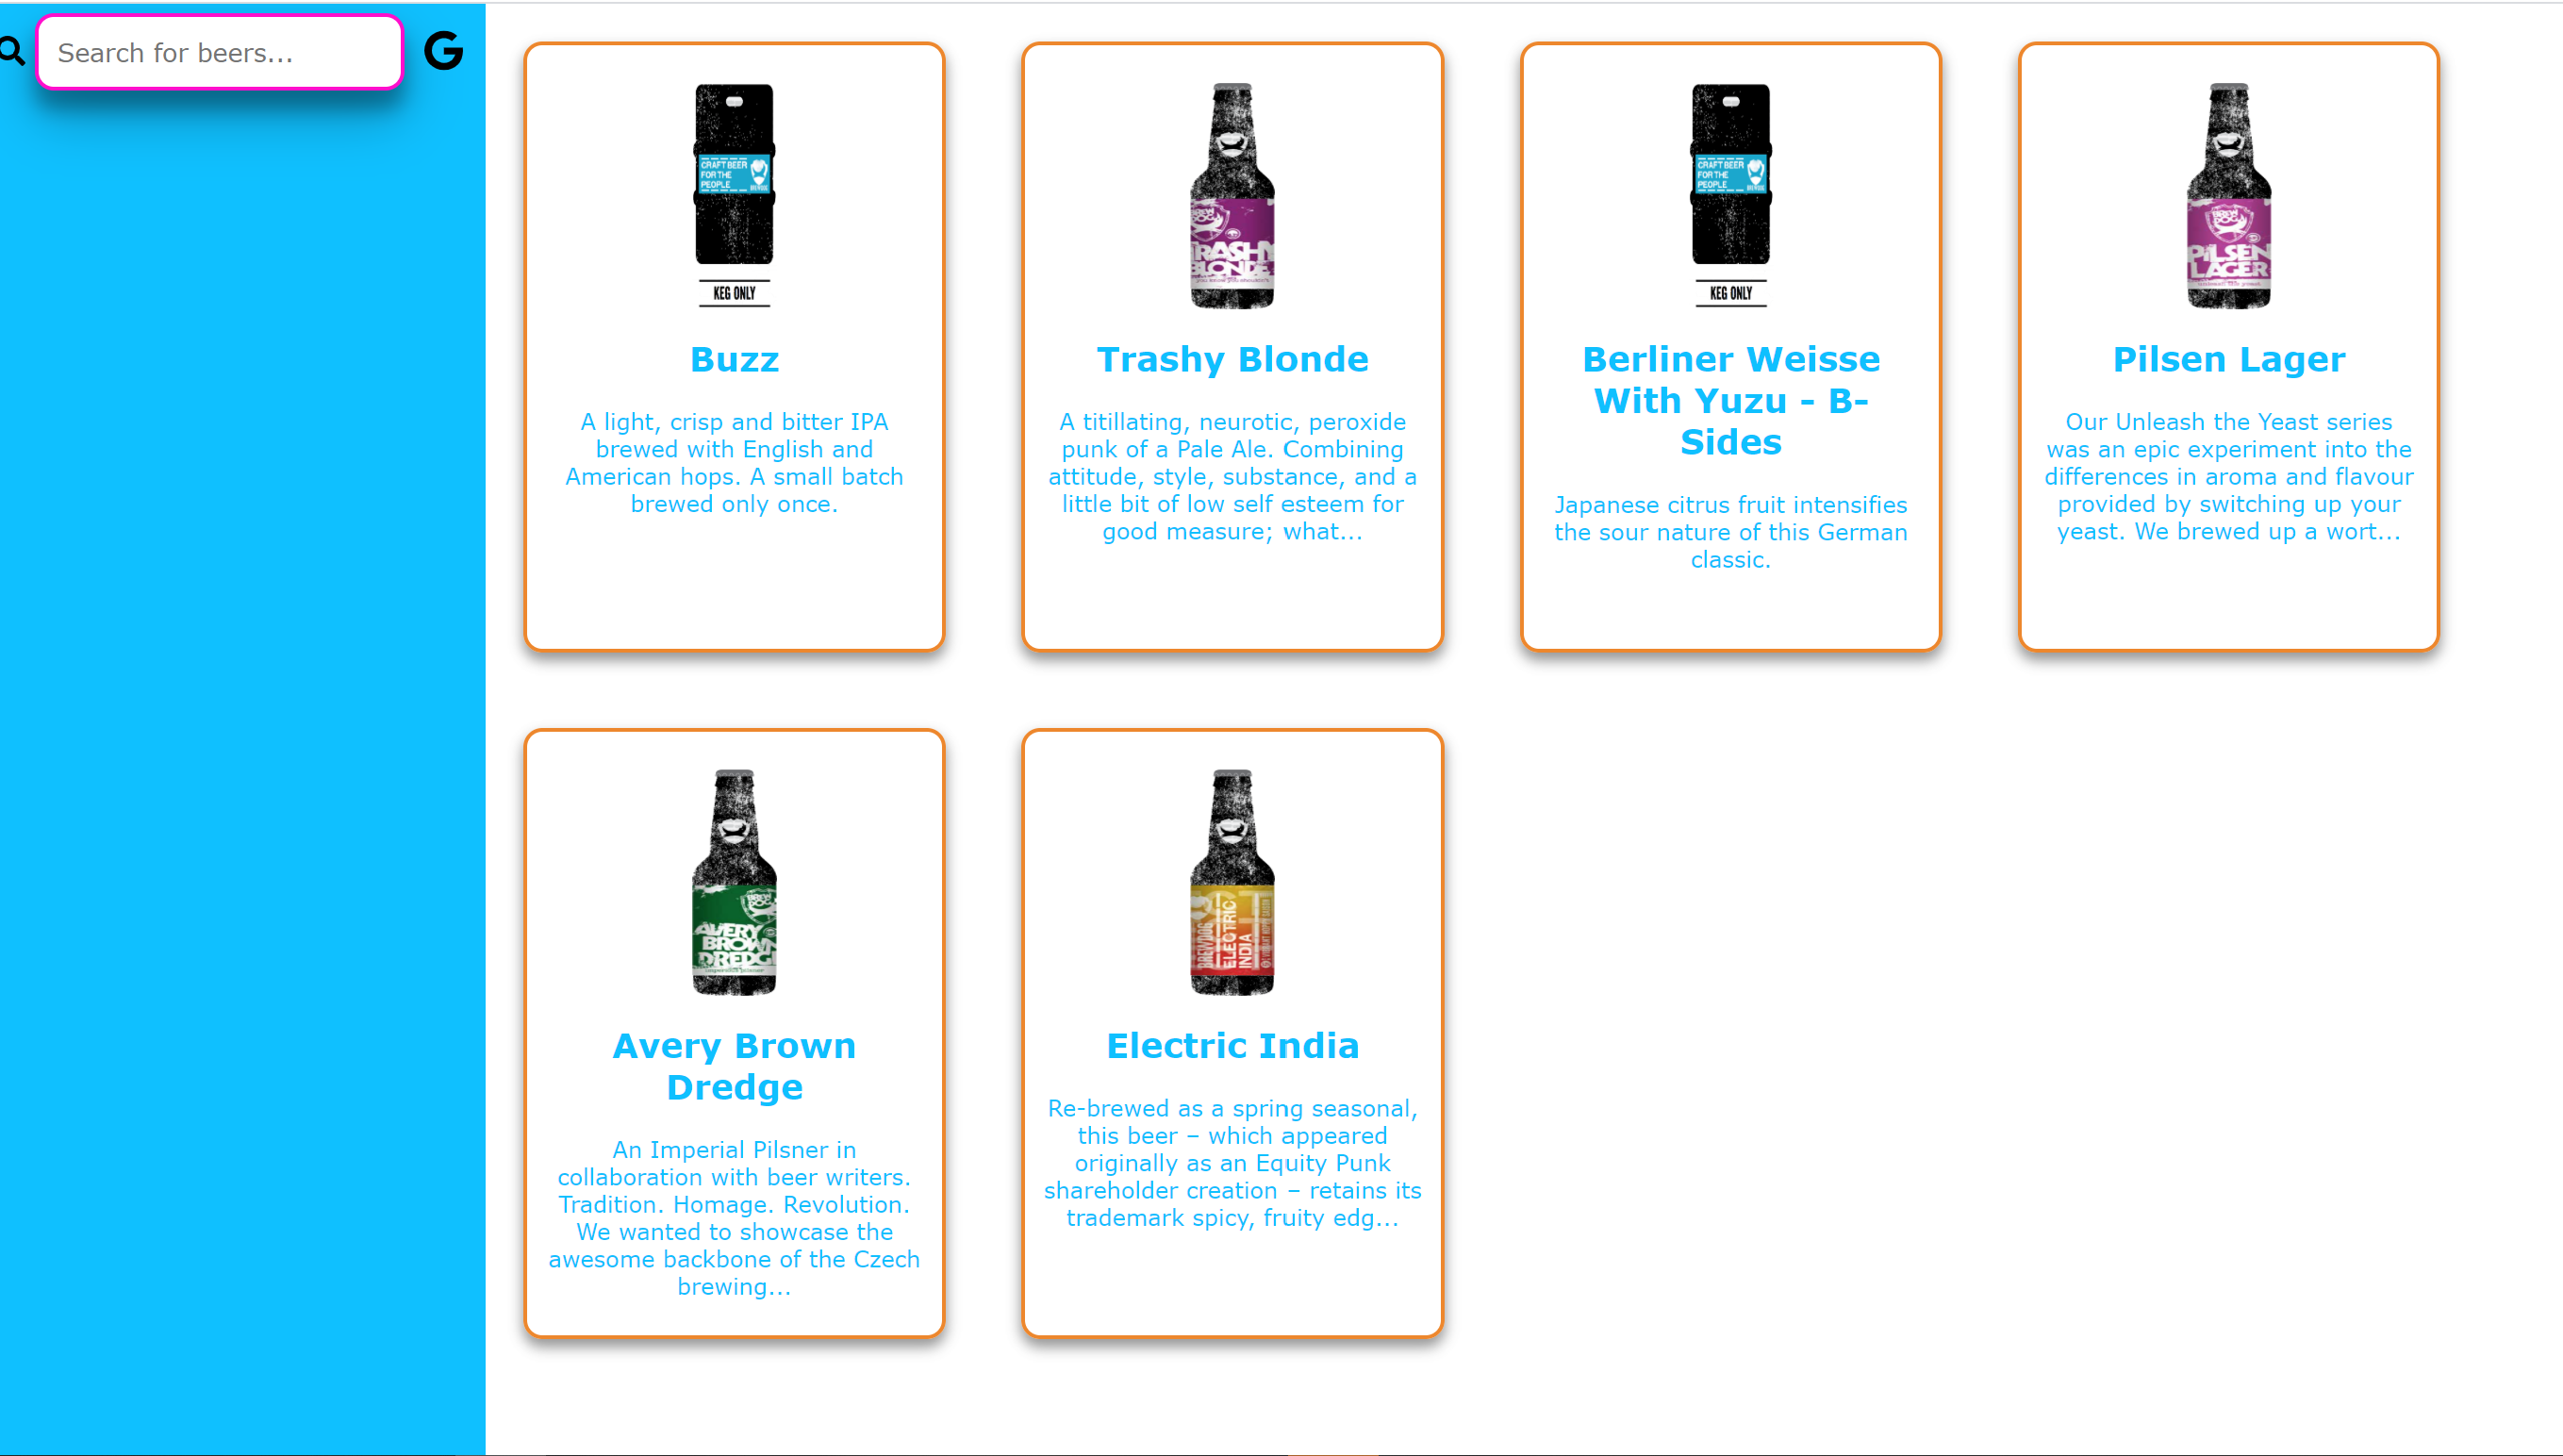 Search for beers...
G
CRAFT BEER
FOR THE
PEOPLE
KEG ONLY
Buzz
A light, crisp and bitter IPA
brewed with English and
American hops. A small batch
brewed only once.
BREW
DOG
TRASHY
BLONDE
Trashy Blonde
A titillating, neurotic, peroxide
punk of a Pale Ale. Combining
attitude, style, substance, and a
little bit of low self esteem for
good measure; what...
CRAFT BEER
FOR THE
PEOPLE
KEG ONLY
Berliner Weisse
With Yuzu - B-
Sides
Japanese citrus fruit intensifies
the sour nature of this German
classic.
BREW
DOG
PILSEN
LAGER
Pilsen Lager
Our Unleash the Yeast series
was an epic experiment into the
differences in aroma and flavour
provided by switching up your
yeast. We brewed up a wort...
BREW
DOG
AVERY
BROWN
DREDGE
Avery Brown
Dredge
An Imperial Pilsner in
collaboration with beer writers.
Tradition. Homage. Revolution.
We wanted to showcase the
awesome backbone of the Czech
brewing...
BREWDOG
ELECTRIC
INDIA
Electric India
Re-brewed as a spring seasonal,
this beer – which appeared
originally as an Equity Punk
shareholder creation – retains its
trademark spicy, fruity edg...